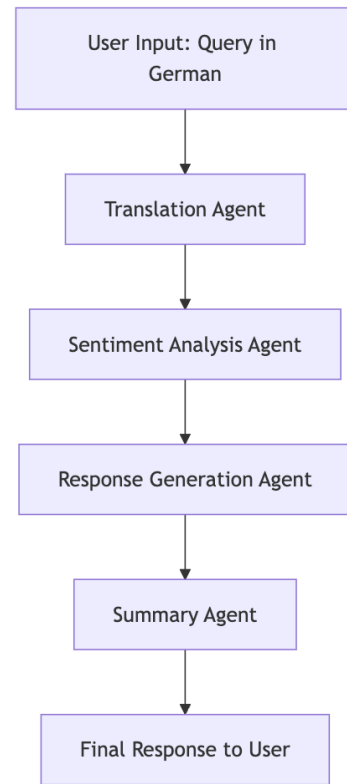 User Input: Query in
German
Translation Agent
Sentiment Analysis Agent
Response Generation Agent
Summary Agent
Final Response to User